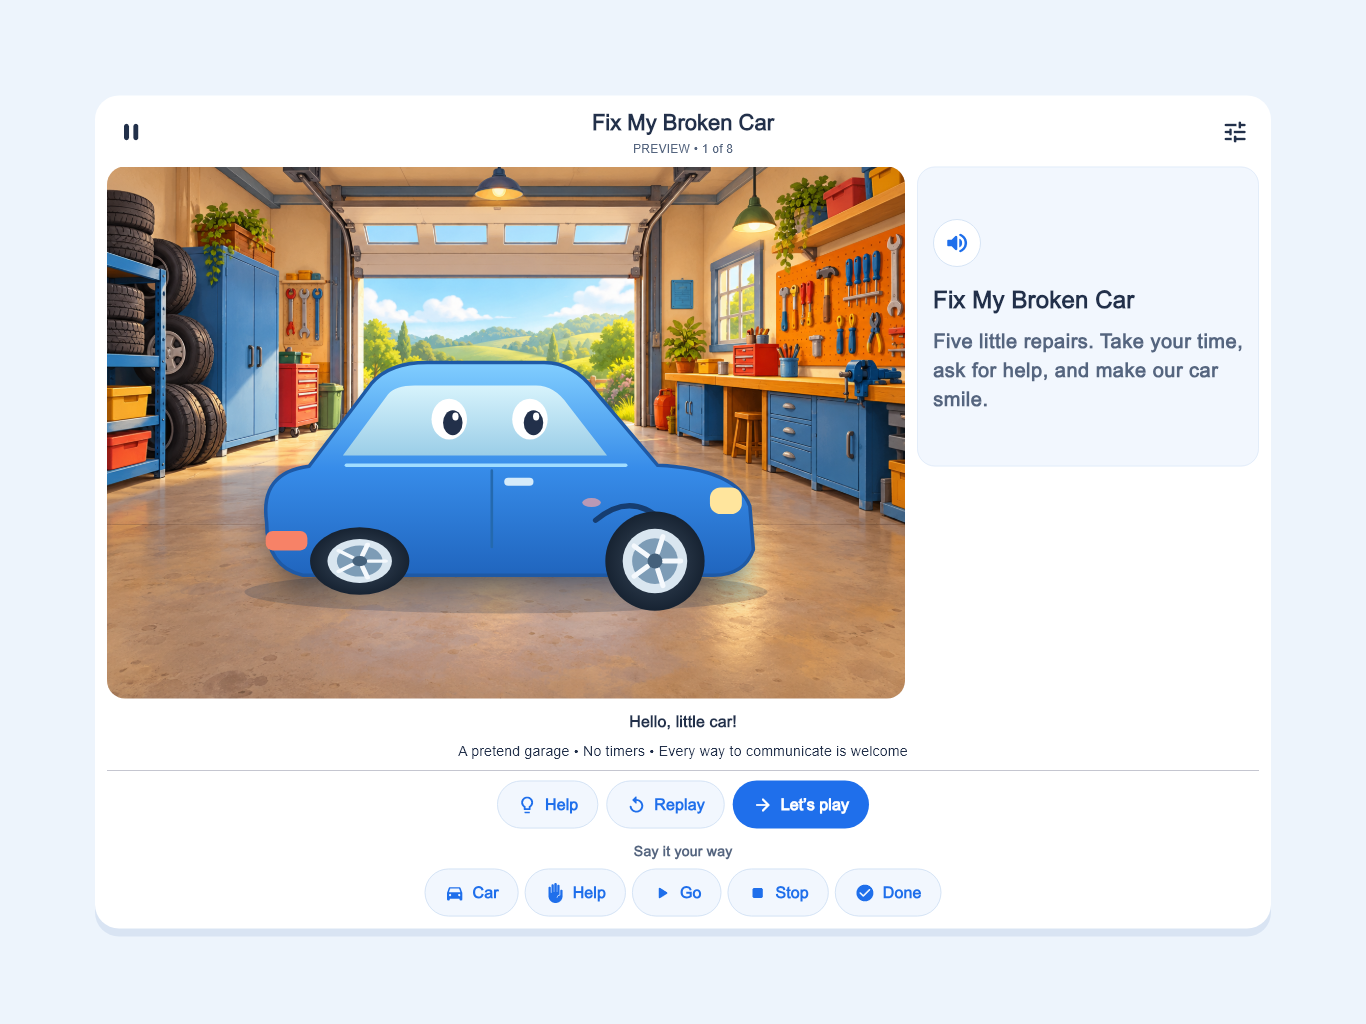 Fix My Broken Car
PREVIEW • 1 of 8
Fix My Broken Car
Five little repairs. Take your time,
ask for help, and make our car
smile.
Hello, little car!
A pretend garage • No timers • Every way to communicate is welcome
Help
Replay
Let's play
Say it your way
Car
Help
Go
Stop
Done